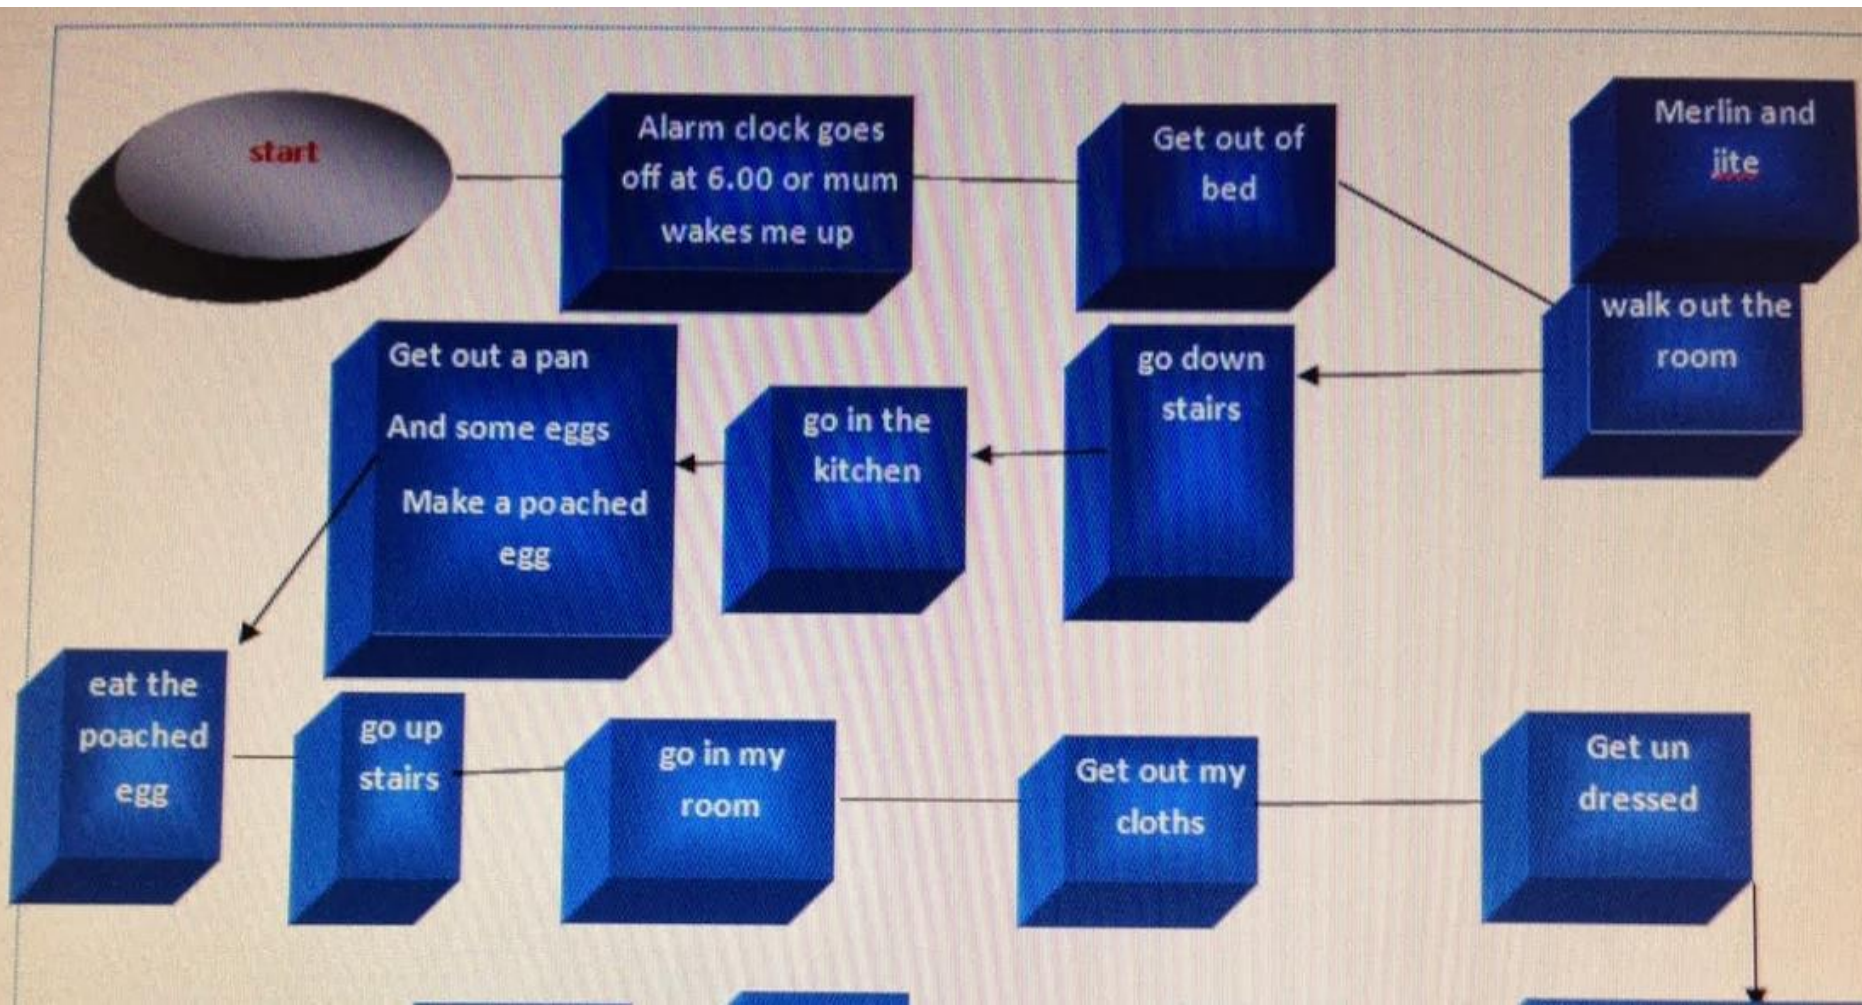 start
Alarm clock goes
off at 6.00 or mum
wakes me up
Get out of
bed
Merlin and
jite
walk out the
room
go down
stairs
go in the
kitchen
Get out a pan
And some eggs
Make a poached
egg
eat the
poached
egg
go up
stairs
go in my
room
Get out my
cloths
Get un
dressed